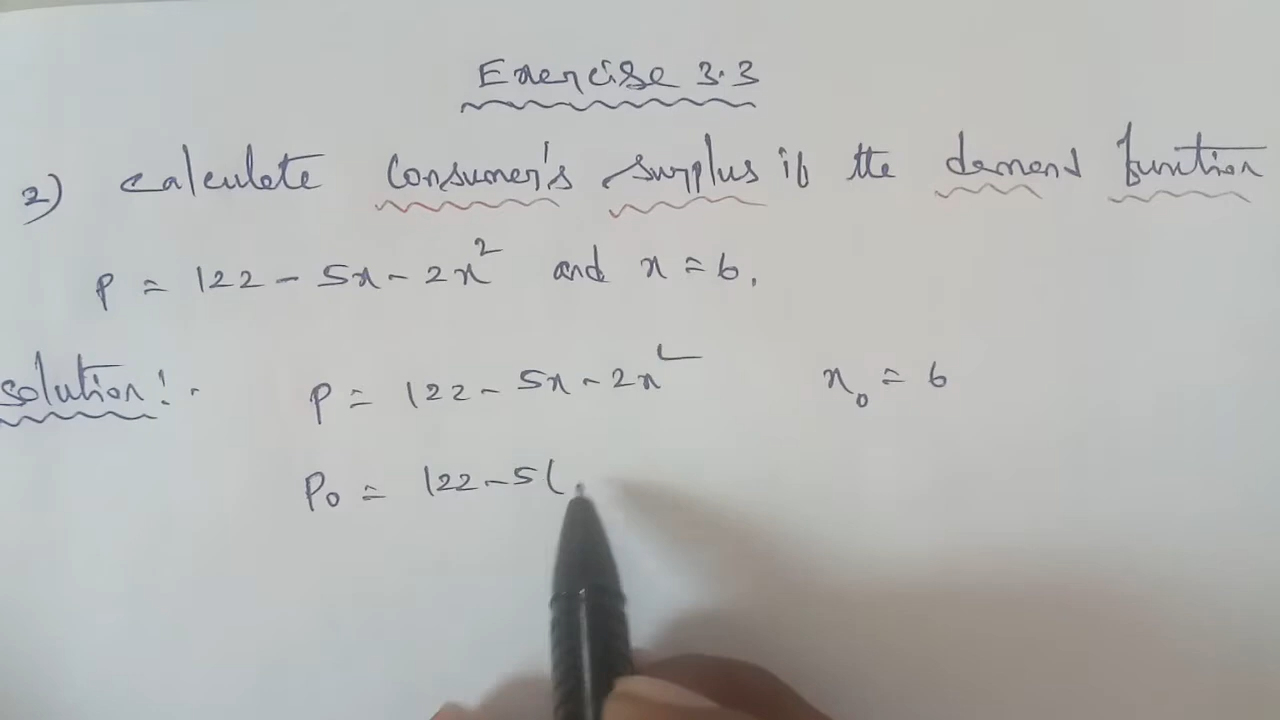 Exercise 3.3
2) calculate consumer's surplus if the demand function
P = 122 - 5x - 2x² and x = 6.
solution:-
P = 122 - 5x - 2x² x₀ = 6
P₀ = 122 - 5(